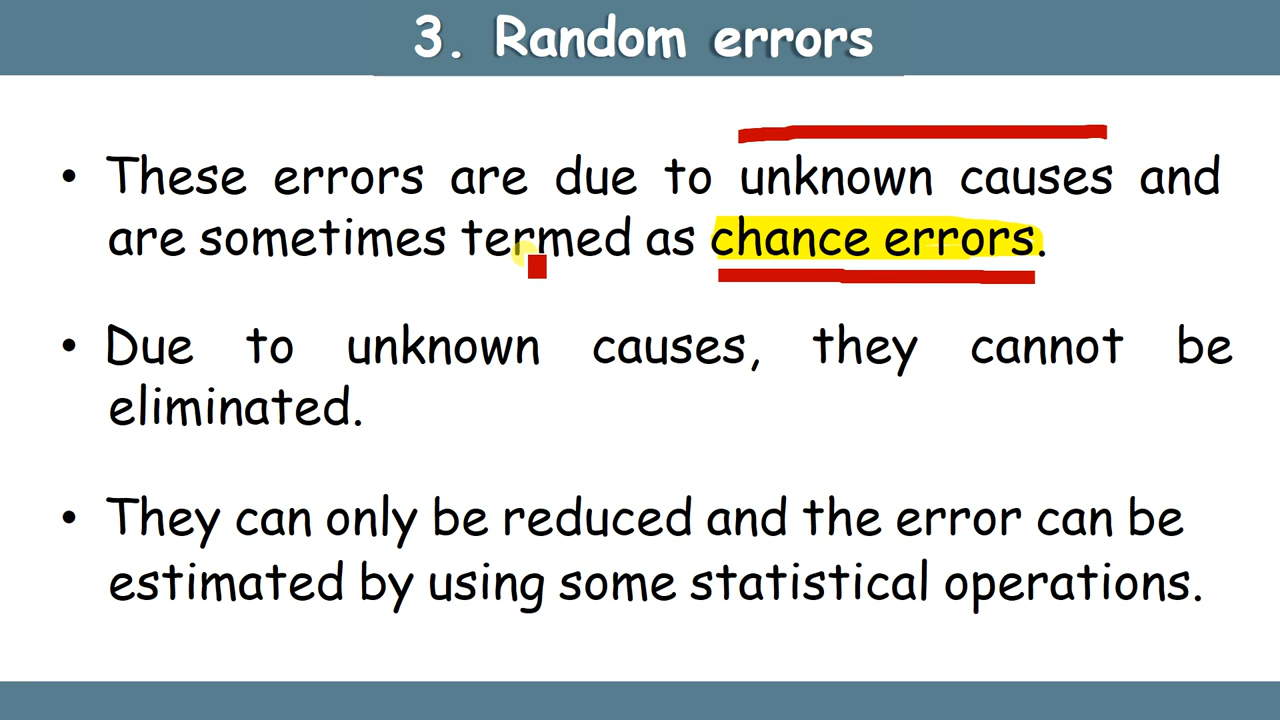 3. Random errors
• These errors are due to unknown causes and
are sometimes termed as chance errors.
• Due to unknown causes, they cannot be
eliminated.
• They can only be reduced and the error can be
estimated by using some statistical operations.